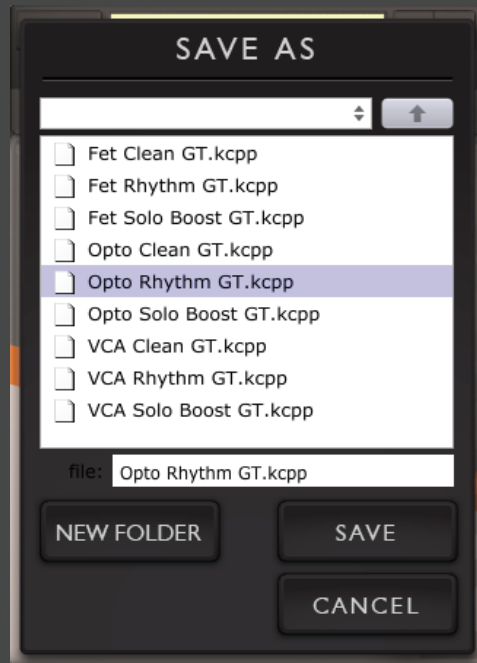 SAVE AS
Fet Clean GT.kcpp
Fet Rhythm GT.kcpp
Fet Solo Boost GT.kcpp
Opto Clean GT.kcpp
Opto Rhythm GT.kcpp
Opto Solo Boost GT.kcpp
VCA Clean GT.kcpp
VCA Rhythm GT.kcpp
VCA Solo Boost GT.kcpp
file: Opto Rhythm GT.kcpp
NEW FOLDER SAVE
CANCEL